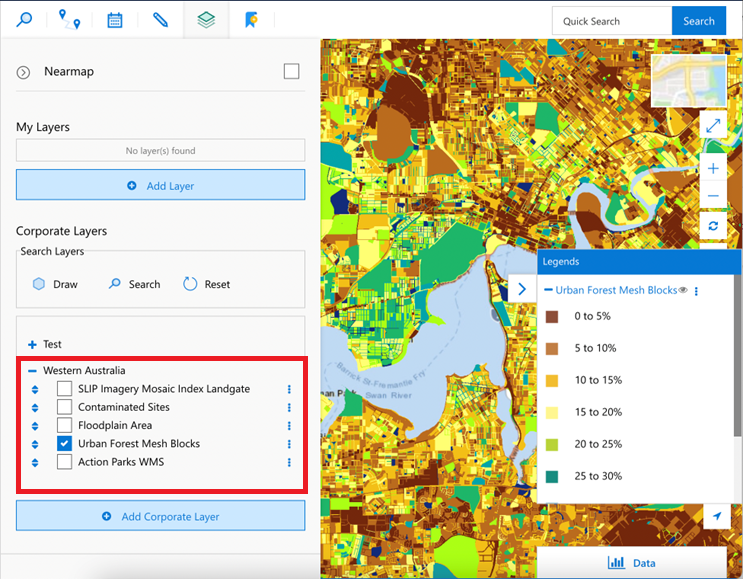 Quick Search
Search
Nearmap
My Layers
No layer(s) found
Add Layer
Corporate Layers
Search Layers
Draw
Search
Reset
Test
Western Australia
SLIP Imagery Mosaic Index Landgate
Contaminated Sites
Floodplain Area
Urban Forest Mesh Blocks
Action Parks WMS
Add Corporate Layer
Barrack St-Fremantle Fry
Swan River
an Park
Legends
Urban Forest Mesh Blocks
0 to 5%
5 to 10%
10 to 15%
15 to 20%
20 to 25%
25 to 30%
Data